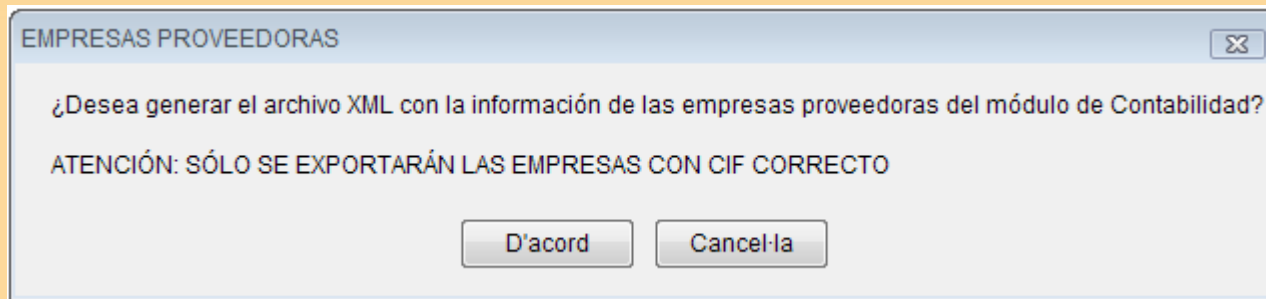 EMPRESAS PROVEEDORAS
¿Desea generar el archivo XML con la información de las empresas proveedoras del módulo de Contabilidad?
ATENCIÓN: SÓLO SE EXPORTARÁN LAS EMPRESAS CON CIF CORRECTO
D'acord Cancel·la